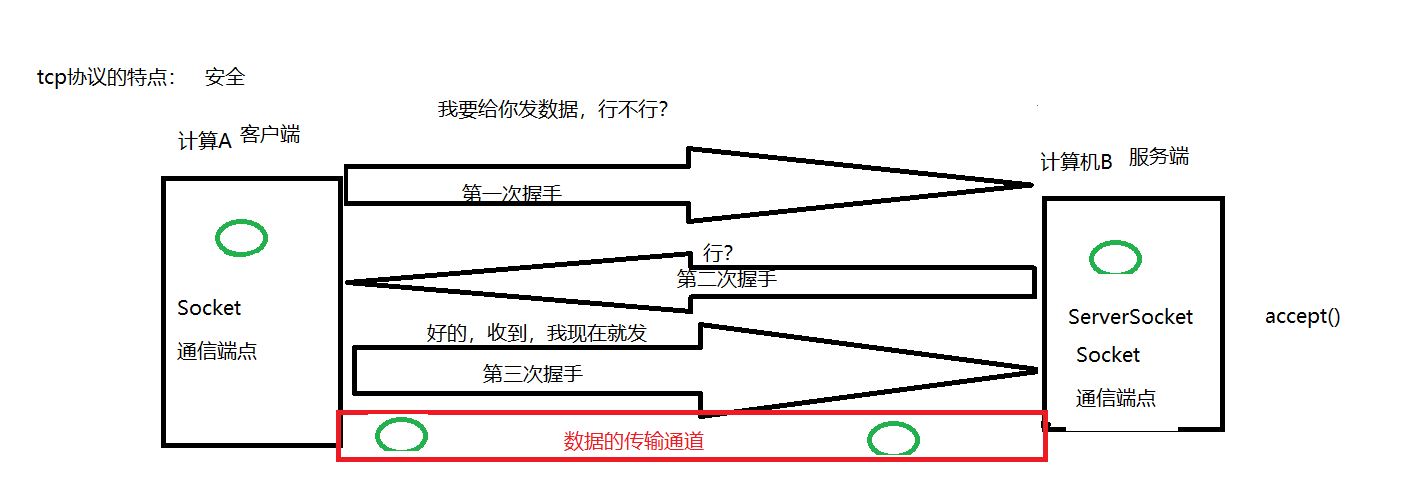 tcp协议的特点： 安全
我要给你发数据，行不行？
计算A 客户端
计算机B 服务端
第一次握手
行？
第二次握手
Socket
通信端点
ServerSocket
accept()
好的，收到，我现在就发
Socket
第三次握手
通信端点
数据的传输通道